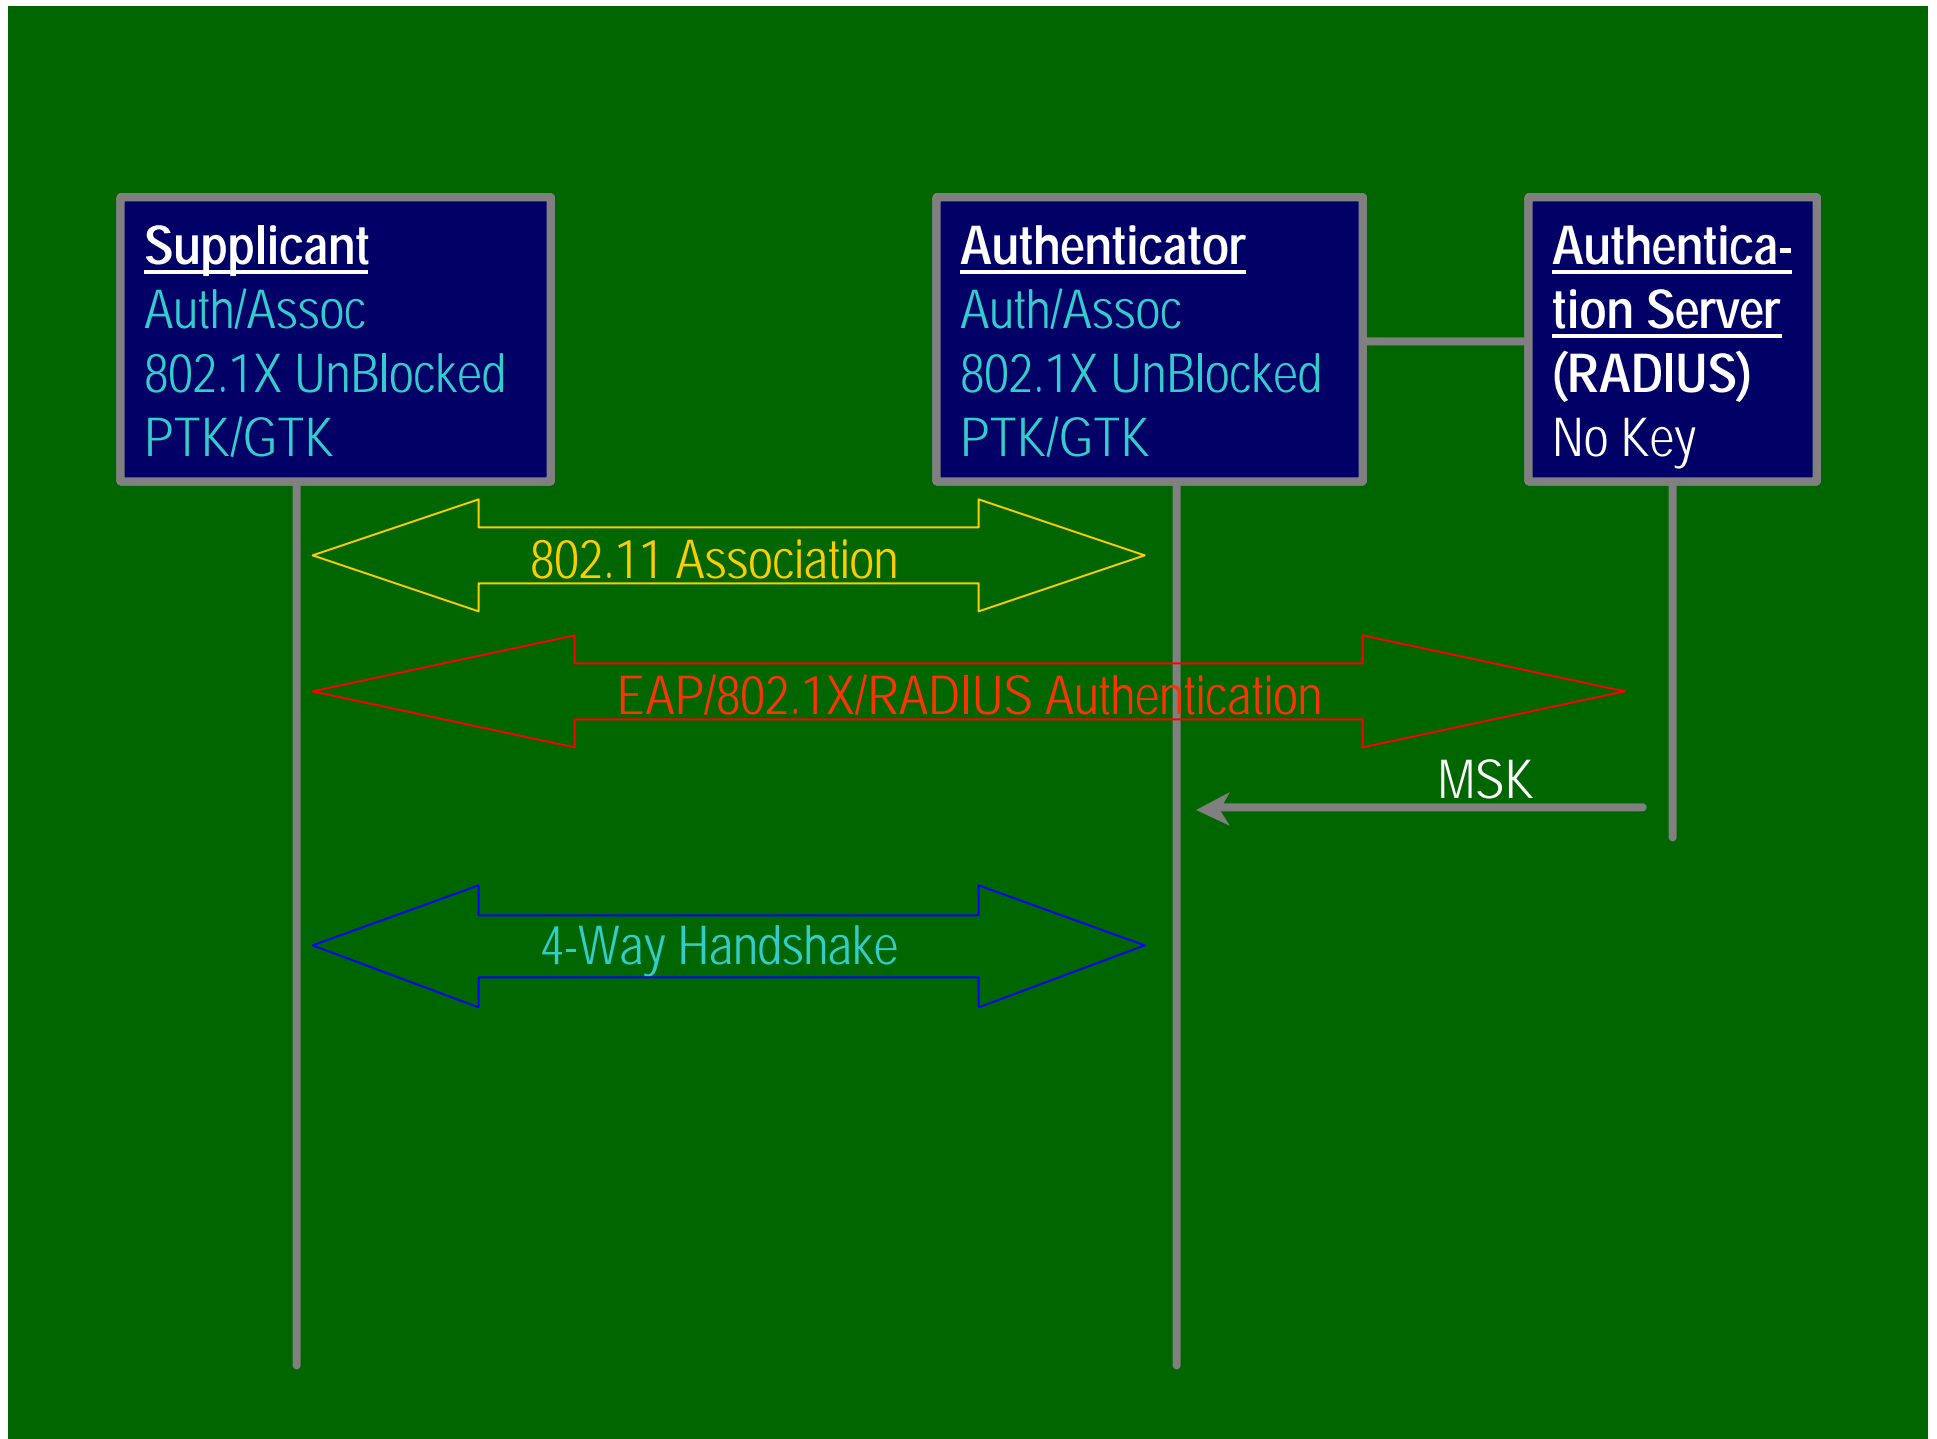 Supplicant
Auth/Assoc
802.1X UnBlocked
PTK/GTK
Authenticator
Auth/Assoc
802.1X UnBlocked
PTK/GTK
Authentica-
tion Server
(RADIUS)
No Key
802.11 Association
EAP/802.1X/RADIUS Authentication
MSK
4-Way Handshake